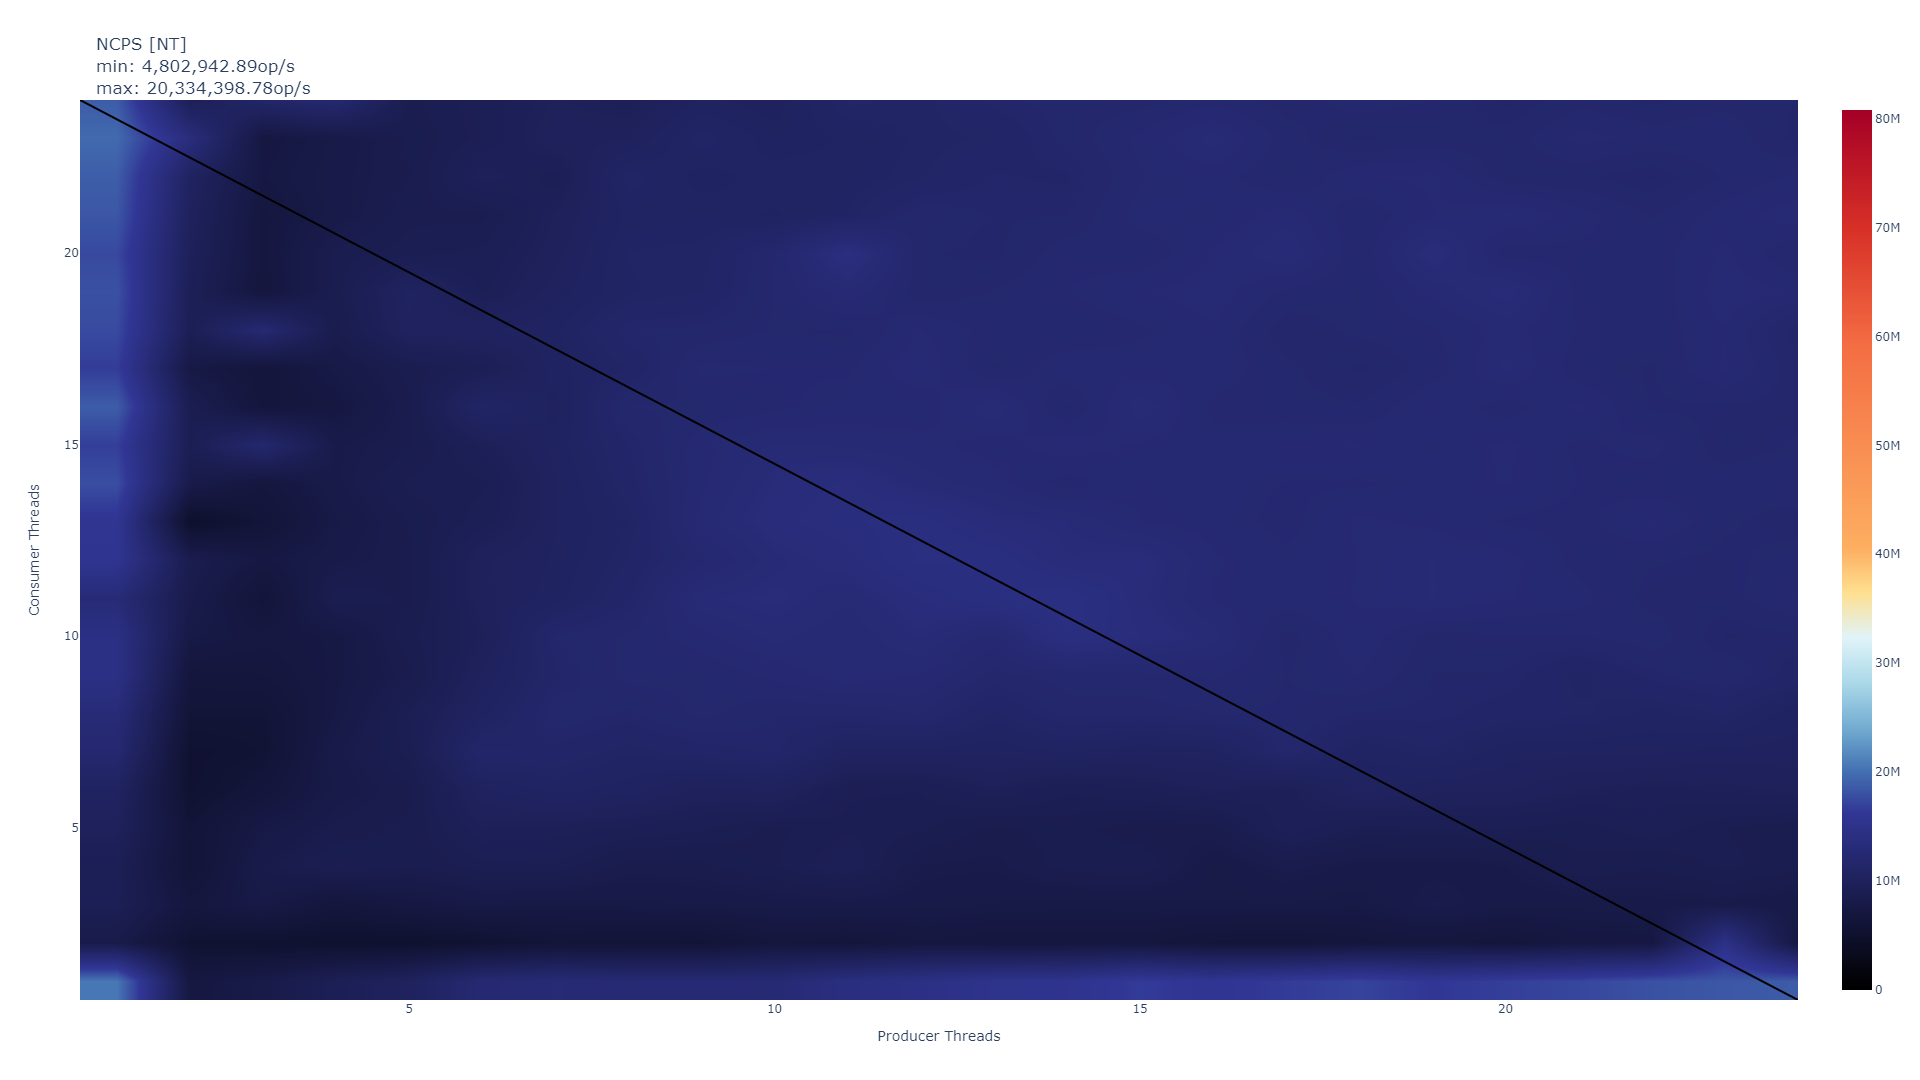 NCPS [NT]
min: 4,802,942.89op/s
max: 20,334,398.78op/s
80M
70M
60M
50M
40M
30M
20M
10M
0
20
15
10
5
Consumer Threads
5
10
15
20
Producer Threads